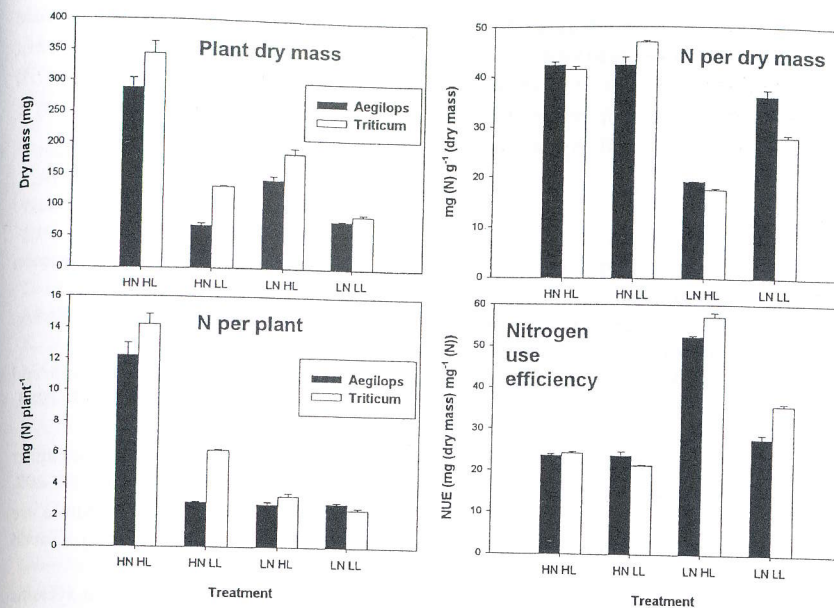 Plant dry mass
Dry mass (mg)
400
350
300
250
200
150
100
50
0
Aegilops
Triticum
HN HL
HN LL
LN HL
LN LL
N per dry mass
mg (N) g⁻¹ (dry mass)
50
40
30
20
10
0
HN HL
HN LL
LN HL
LN LL
N per plant
mg (N) plant⁻¹
16
14
12
10
8
6
4
2
0
Aegilops
Triticum
HN HL
HN LL
LN HL
LN LL
Treatment
Nitrogen
use
efficiency
NUE (mg (dry mass) mg⁻¹ (N))
60
50
40
30
20
10
0
HN HL
HN LL
LN HL
LN LL
Treatment